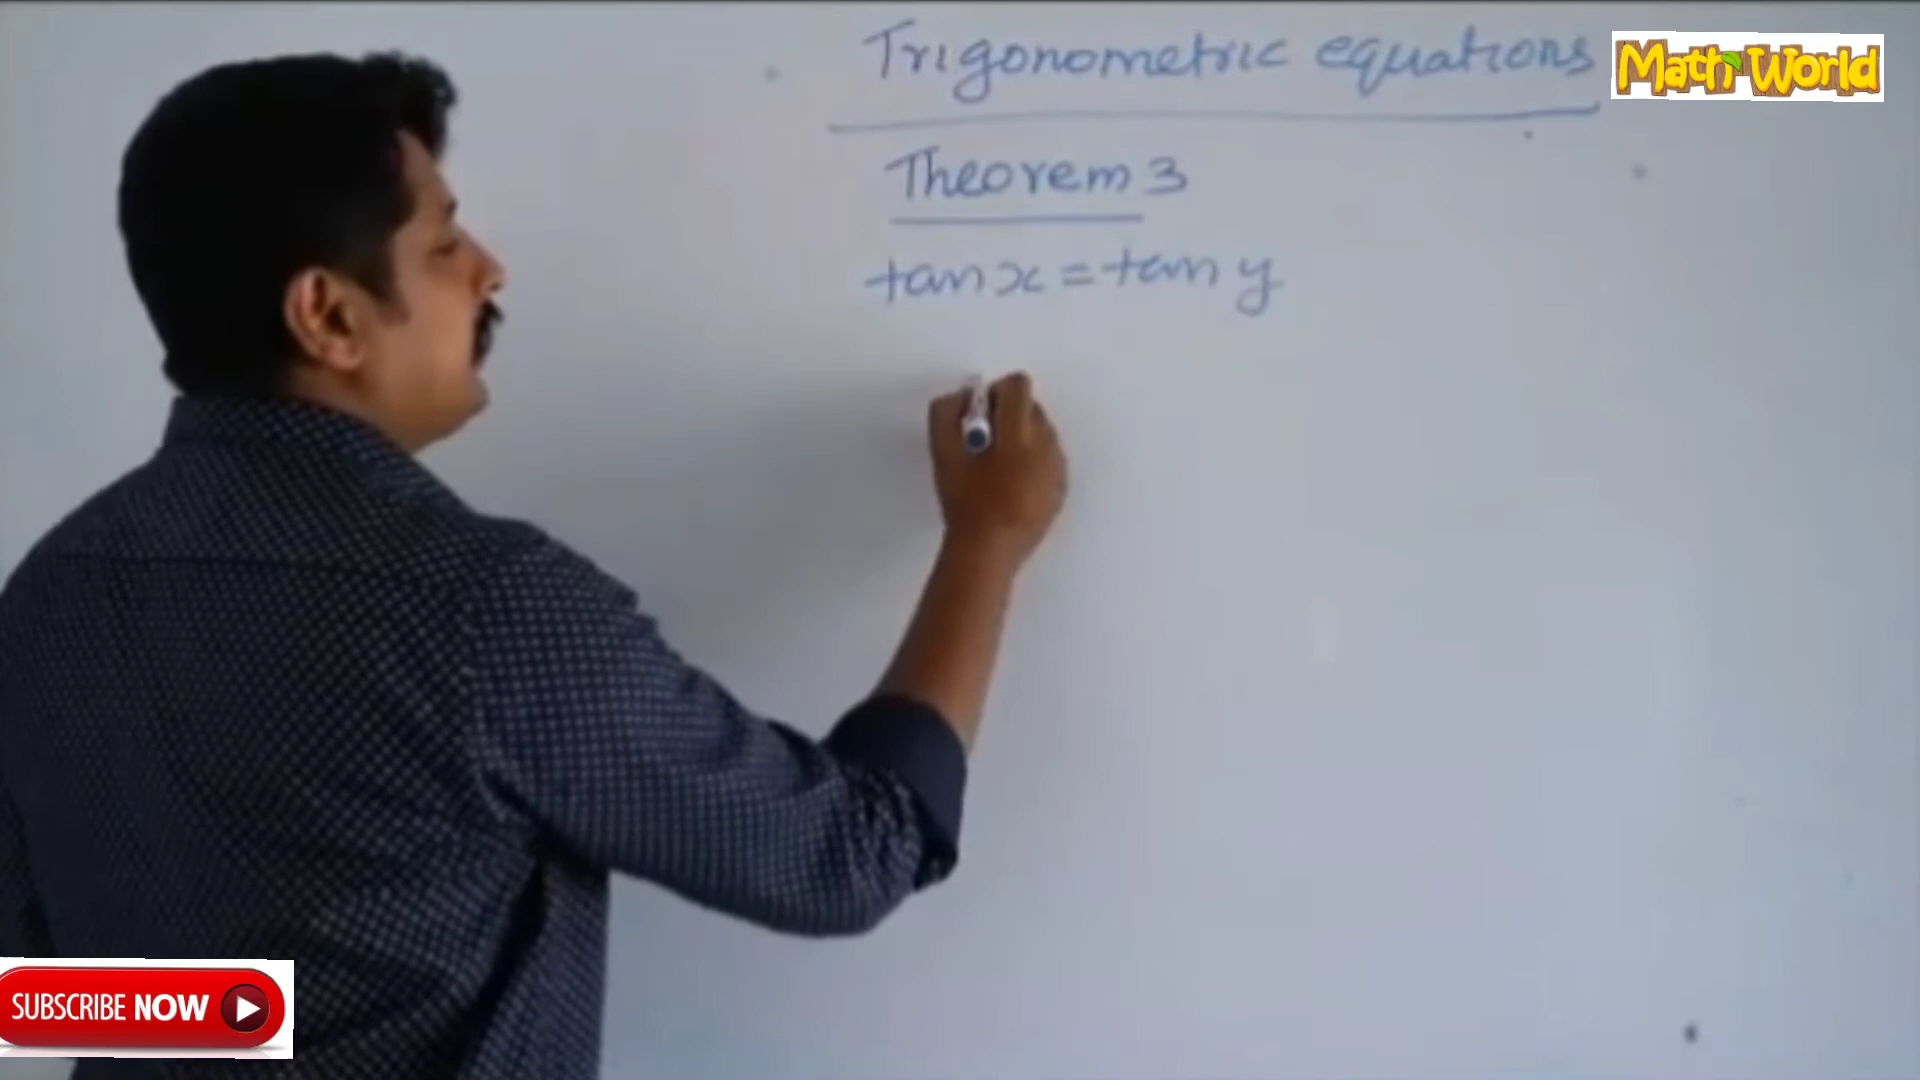 Trigonometric equations
Math World
Theorem 3
tan x = tan y
SUBSCRIBE NOW